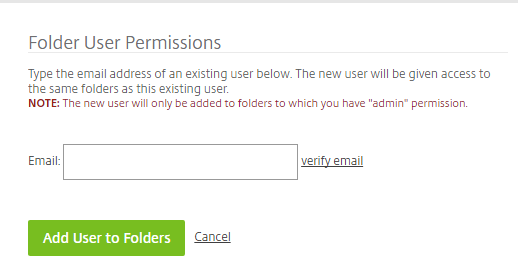 Folder User Permissions
Type the email address of an existing user below. The new user will be given access to
the same folders as this existing user.
NOTE: The new user will only be added to folders to which you have "admin" permission.
Email: verify email
Add User to Folders Cancel